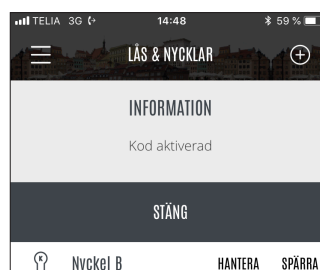 TELIA 3G 14:48 59 %
LÅS & NYCKLAR
INFORMATION
Kod aktiverad
STÄNG
K Nyckel B HANTERA SPÄRRA